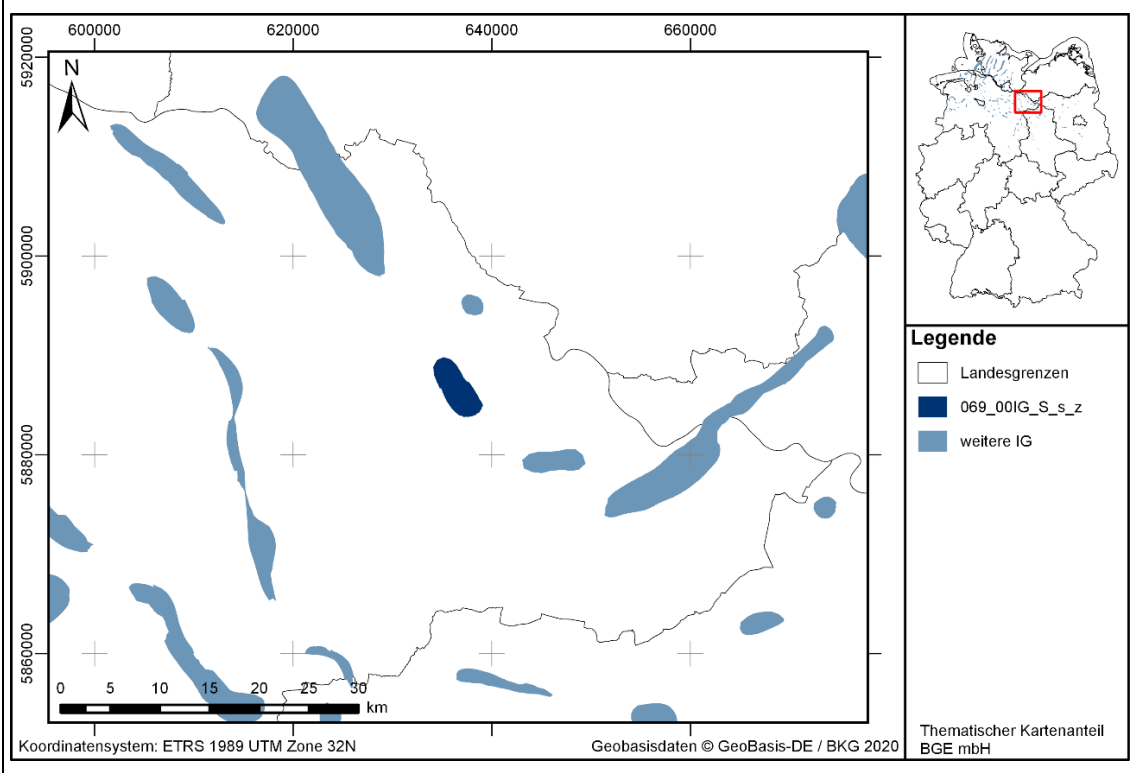 600000 620000 640000 660000
5920000
5900000
5880000
5860000
N
0 5 10 15 20 25 30
km
Koordinatensystem: ETRS 1989 UTM Zone 32N
Geobasisdaten © GeoBasis-DE / BKG 2020
Legende
Landesgrenzen
069_00IG_S_s_z
weitere IG
Thematischer Kartenanteil
BGE mbH